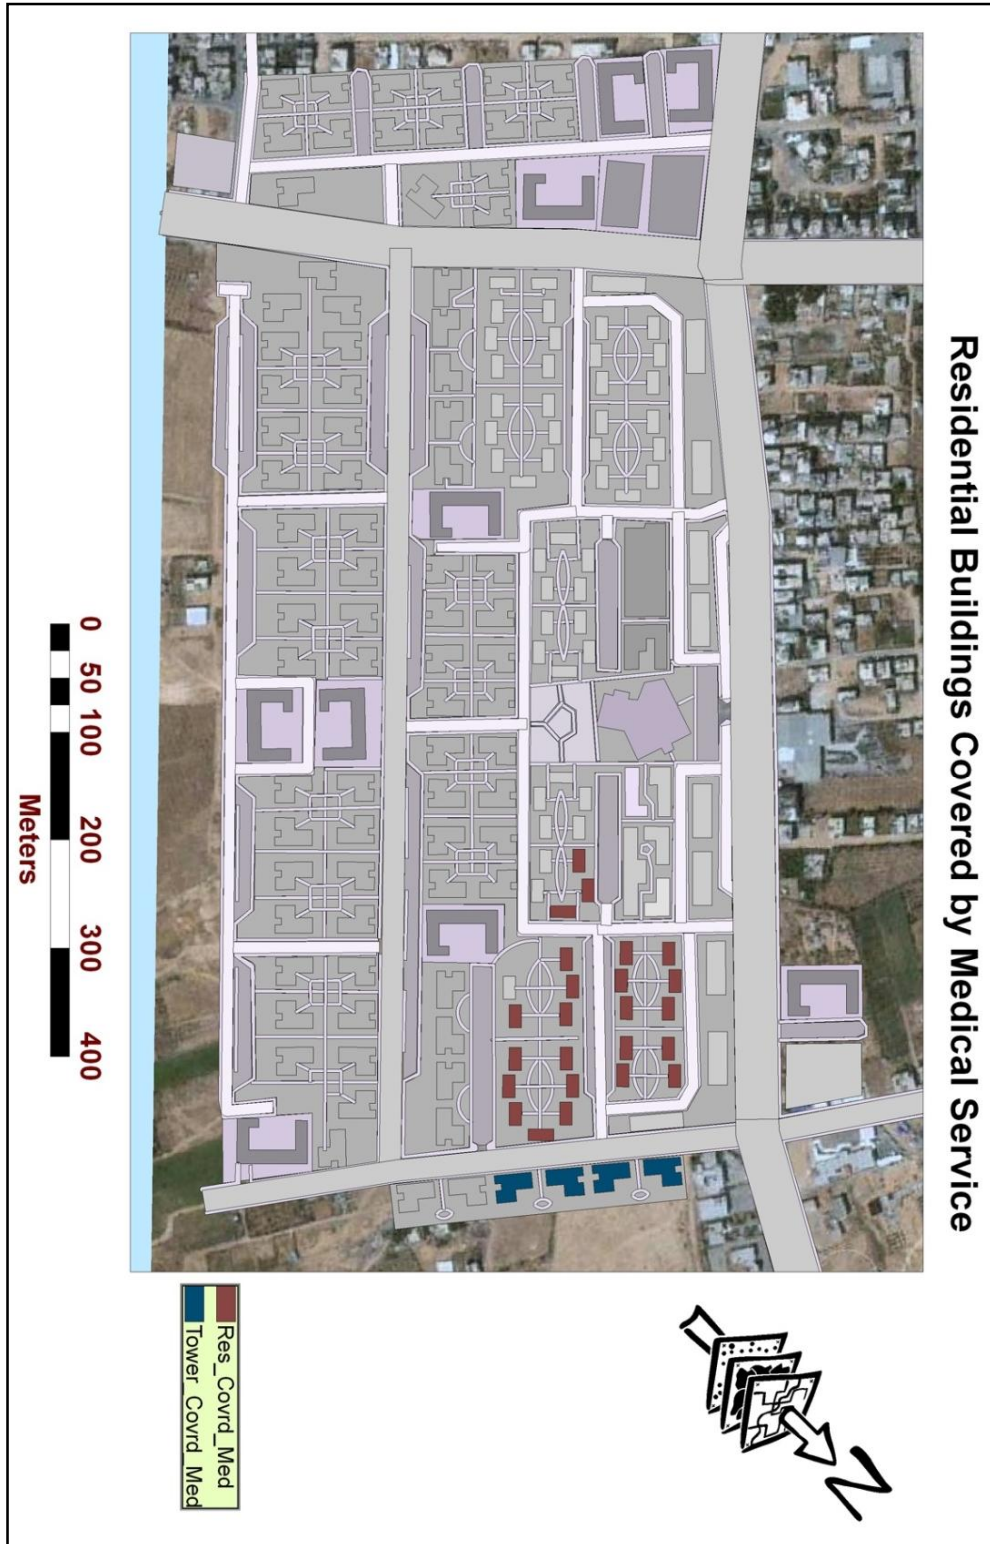 Residential Buildings Covered by Medical Service
N
Res_Covrd_Med
Tower_Covrd_Med
0 50 100 200 300 400
Meters